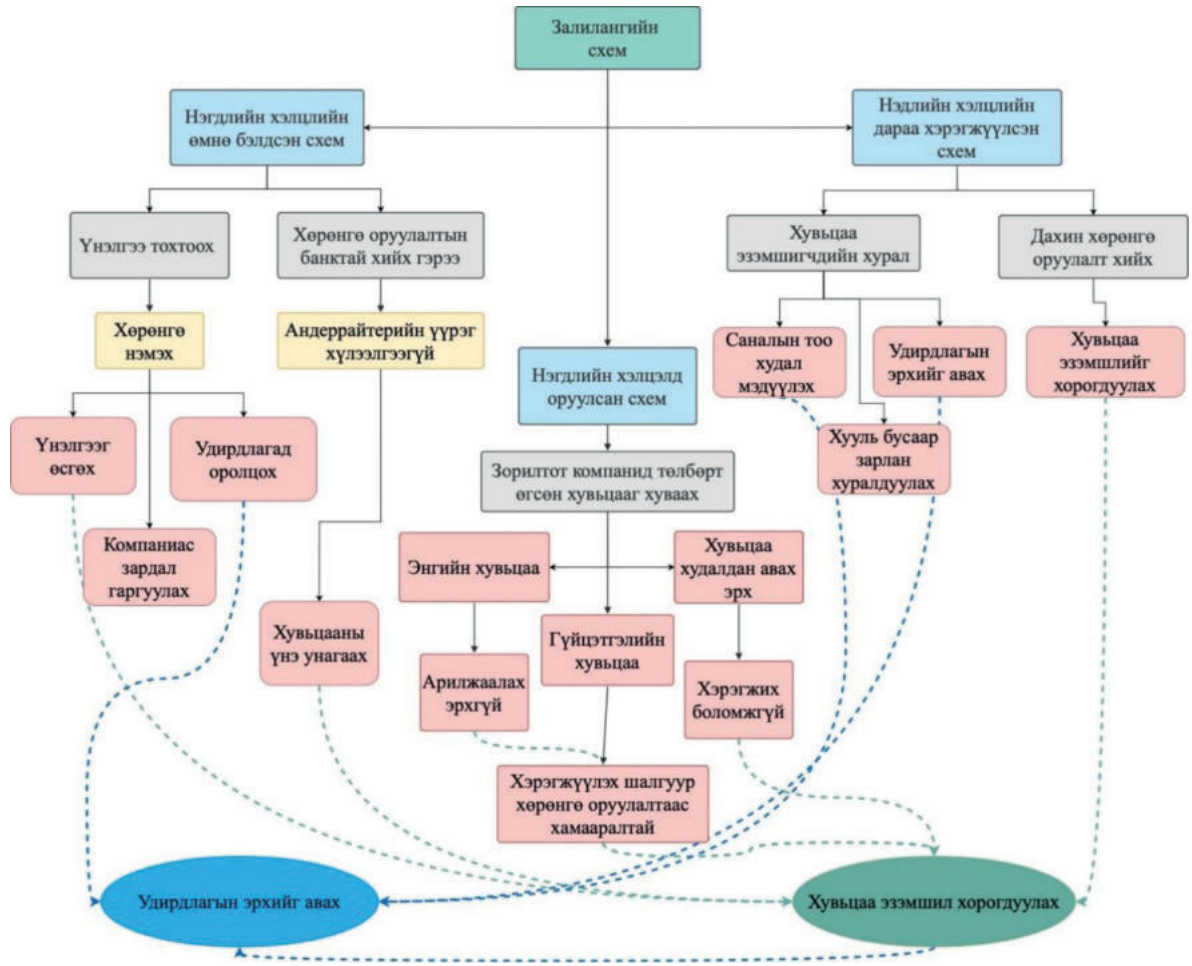 Залилангийн
схем
Нэгдлийн хэлцлийн
өмнө бэлдсэн схем
Нэдлийн хэлцлийн
дараа хэрэгжүүлсэн
схем
Үнэлгээ тохтоох
Хөрөнгө оруулалтын
банктай хийх гэрээ
Хувьцаа
эзэмшигчдийн хурал
Дахин хөрөнгө
оруулалт хийх
Хөрөнгө
нэмэх
Андеррайтерийн үүрэг
хүлээлгээгүй
Нэгдлийн хэлцэлд
оруулсан схем
Саналын тоо
худал
мэдүүлэх
Удирдлагын
эрхийг авах
Хувьцаа
эзэмшлийг
хорогдуулах
Үнэлгээг
өсгөх
Удирдлагад
оролцох
Хууль бусаар
зарлан
хуралдуулах
Зорилтот компанид төлбөрт
өгсөн хувьцааг хуваах
Компаниас
зардал
гаргуулах
Энгийн хувьцаа
Хувьцаа
худалдан авах
эрх
Хувьцааны
үнэ унагаах
Гүйцэтгэлийн
хувьцаа
Арилжаалах
эрхгүй
Хэрэгжих
боломжгүй
Хэрэгжүүлэх шалгуур
хөрөнгө оруулалтаас
хамааралтай
Удирдлагын эрхийг авах
Хувьцаа эзэмшил хорогдуулах